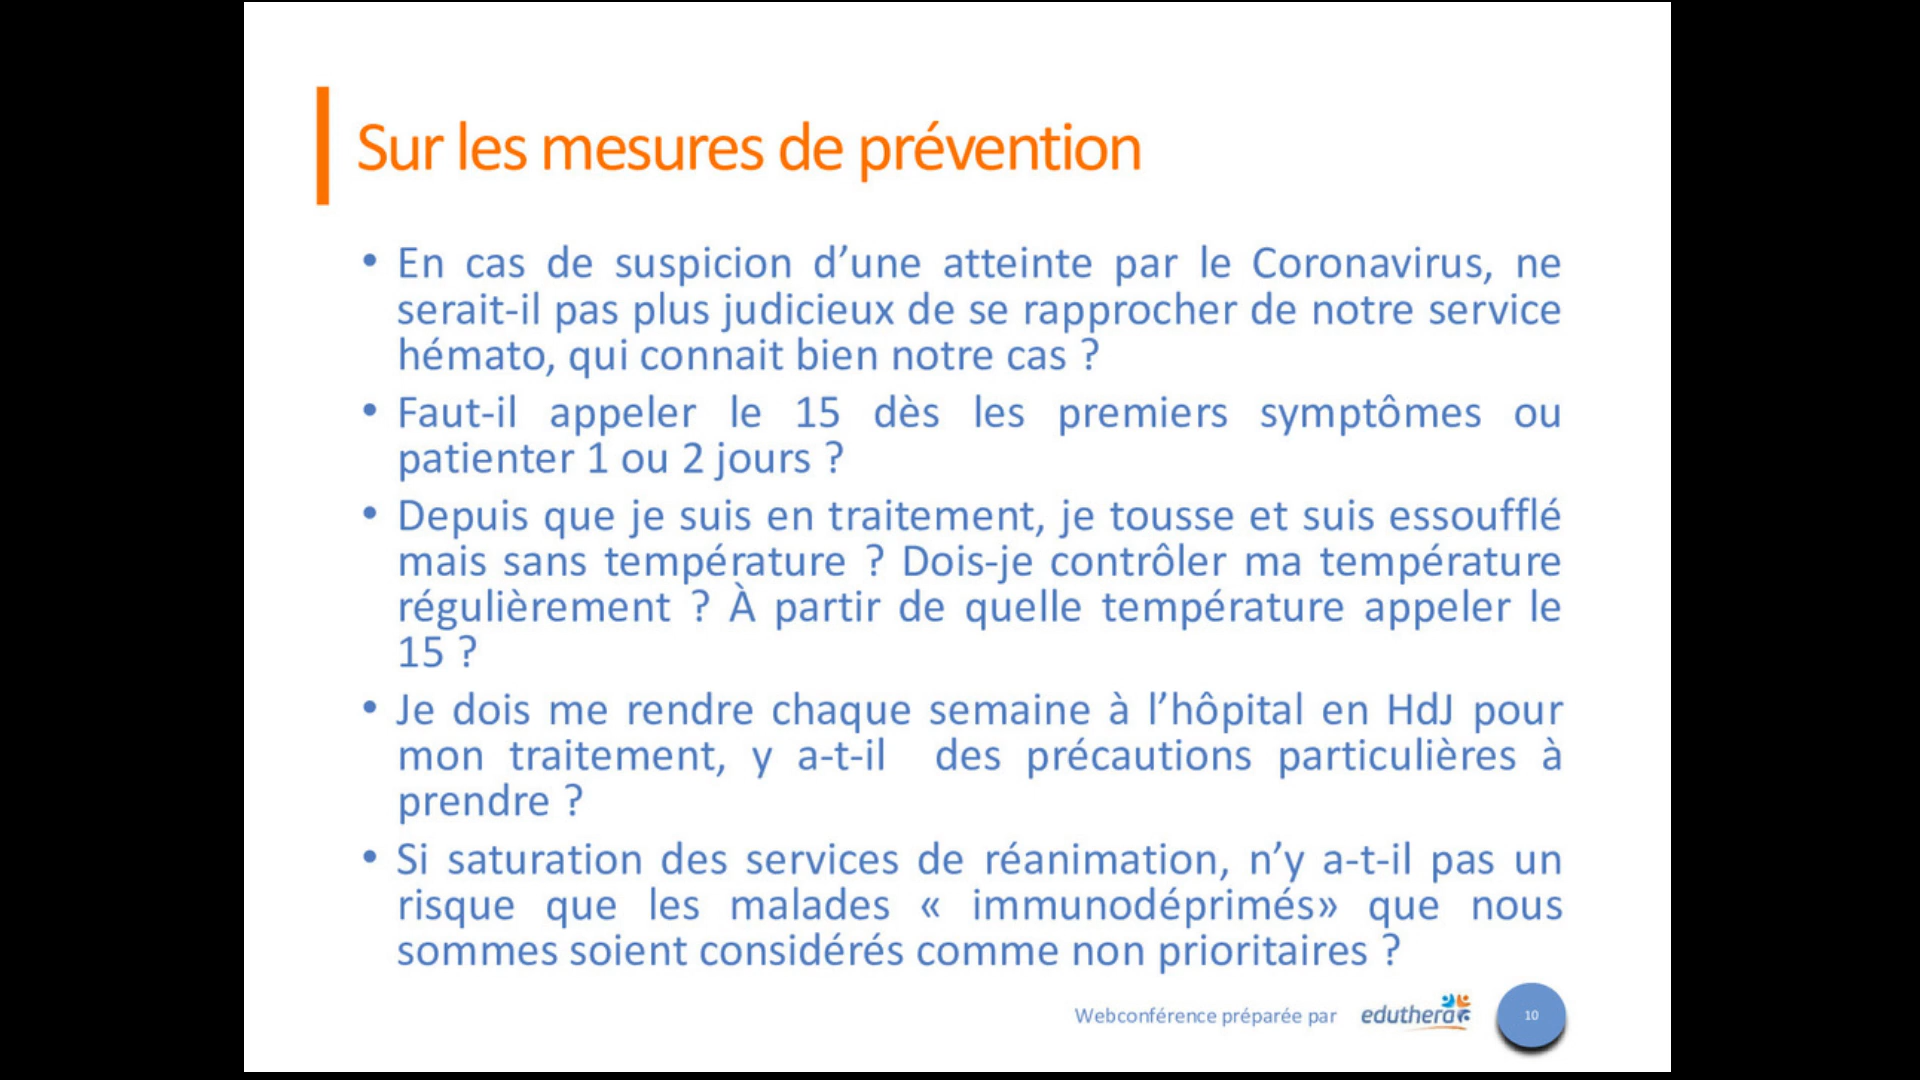 Sur les mesures de prévention
• En cas de suspicion d’une atteinte par le Coronavirus, ne
serait-il pas plus judicieux de se rapprocher de notre service
hémato, qui connait bien notre cas ?
• Faut-il appeler le 15 dès les premiers symptômes ou
patienter 1 ou 2 jours ?
• Depuis que je suis en traitement, je tousse et suis essoufflé
mais sans température ? Dois-je contrôler ma température
régulièrement ? À partir de quelle température appeler le
15 ?
• Je dois me rendre chaque semaine à l’hôpital en HdJ pour
mon traitement, y a-t-il des précautions particulières à
prendre ?
• Si saturation des services de réanimation, n’y a-t-il pas un
risque que les malades « immunodéprimés» que nous
sommes soient considérés comme non prioritaires ?
Webconférence préparée par eduthera 10